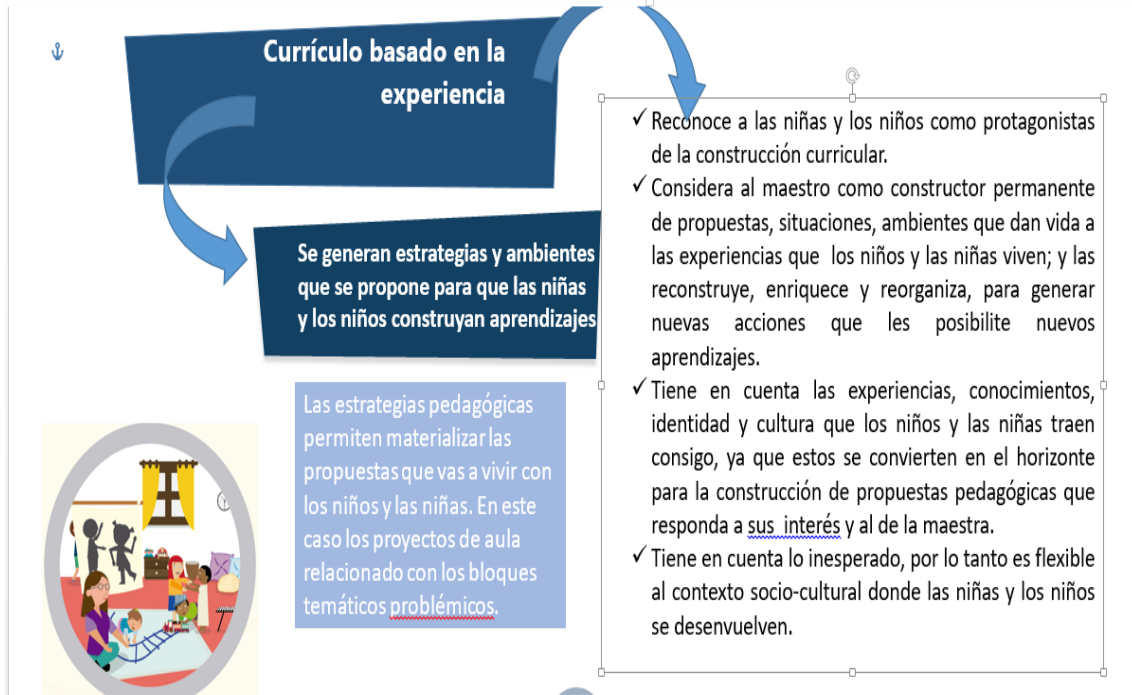 Currículo basado en la
experiencia
Se generan estrategias y ambientes
que se propone para que las niñas
y los niños construyan aprendizajes
Las estrategias pedagógicas
permiten materializar las
propuestas que vas a vivir con
los niños y las niñas. En este
caso los proyectos de aula
relacionado con los bloques
temáticos problémicos.
✓ Reconoce a las niñas y los niños como protagonistas
de la construcción curricular.
✓ Considera al maestro como constructor permanente
de propuestas, situaciones, ambientes que dan vida a
las experiencias que los niños y las niñas viven; y las
reconstruye, enriquece y reorganiza, para generar
nuevas acciones que les posibilite nuevos
aprendizajes.
✓ Tiene en cuenta las experiencias, conocimientos,
identidad y cultura que los niños y las niñas traen
consigo, ya que estos se convierten en el horizonte
para la construcción de propuestas pedagógicas que
responda a sus interés y al de la maestra.
✓ Tiene en cuenta lo inesperado, por lo tanto es flexible
al contexto socio-cultural donde las niñas y los niños
se desenvuelven.